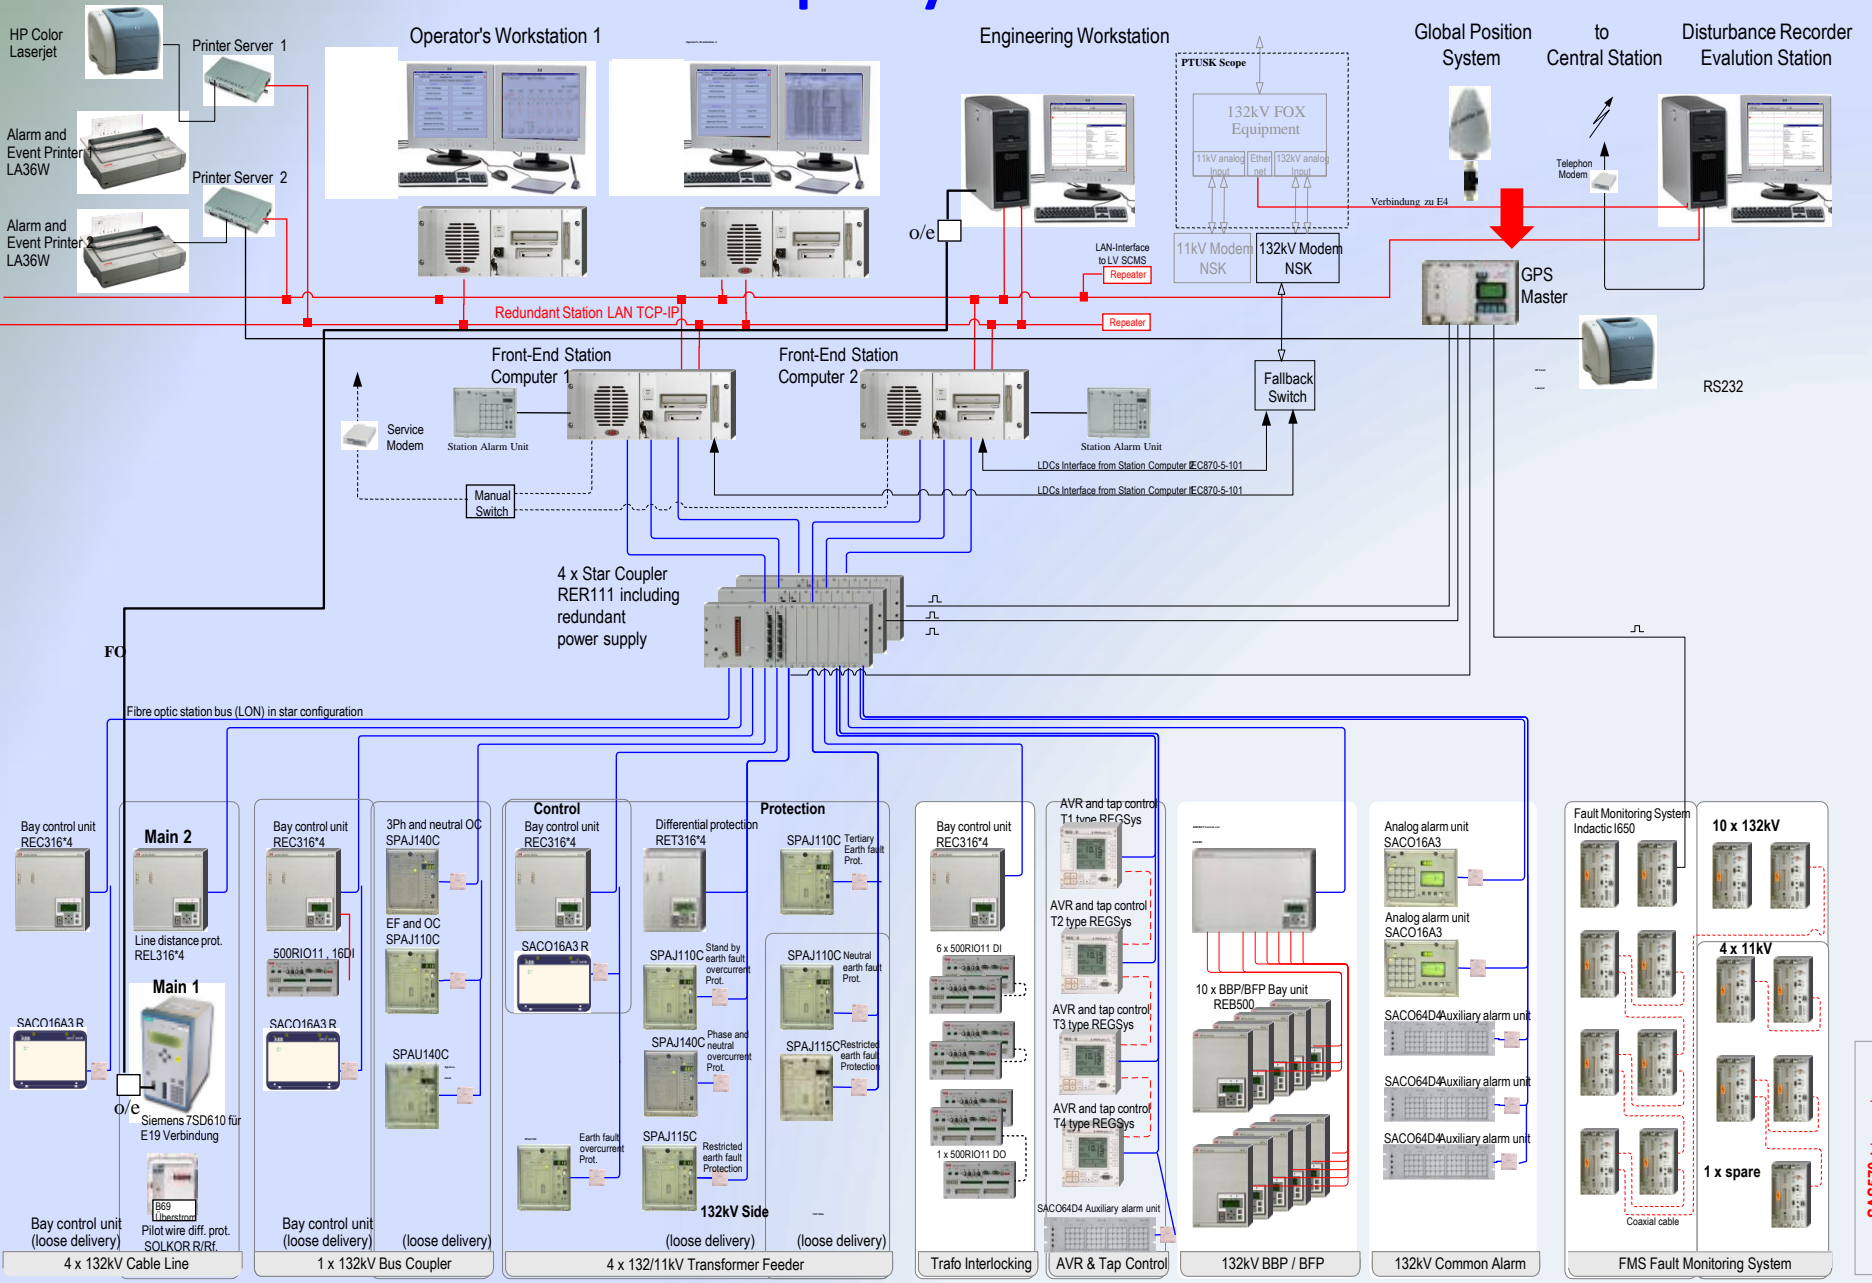 HP Color
Laserjet
Printer Server 1
Operator's Workstation 1
Engineering Workstation
PTUSK Scope
Global Position
System
to
Central Station
Disturbance Recorder
Evalution Station
132kV FOX
Equipment
11kV analog
Input
Ether
net
132kV analog
Input
Alarm and
Event Printer 1
LA36W
Printer Server 2
Telephon
Modem
Verbindung zu E4
Alarm and
Event Printer 2
LA36W
o/e
LAN-Interface
to LV SCMS
Repeater
11kV Modem
NSK
132kV Modem
NSK
GPS
Master
Redundant Station LAN TCP-IP
Repeater
Front-End Station
Computer 1
Front-End Station
Computer 2
Fallback
Switch
RS232
Service
Modem
Station Alarm Unit
Station Alarm Unit
LDCs Interface from Station Computer 2 IEC870-5-101
LDCs Interface from Station Computer 1 IEC870-5-101
Manual
Switch
4 x Star Coupler
RER111 including
redundant
power supply
FO
Fibre optic station bus (LON) in star configuration
Bay control unit
REC316*4
Main 2
Line distance prot.
REL316*4
Main 1
SACO16A3 R
o/e
Siemens 7SD610 für
E19 Verbindung
B69
Überstrom
Pilot wire diff. prot.
SOLKOR R/Rf.
Bay control unit
(loose delivery)
4 x 132kV Cable Line
Bay control unit
REC316*4
500RIO11 , 16DI
SACO16A3 R
3Ph and neutral OC
SPAJ140C
EF and OC
SPAJ110C
SPAU140C
Bay control unit
(loose delivery)
(loose delivery)
1 x 132kV Bus Coupler
Control
Protection
Bay control unit
REC316*4
SACO16A3 R
Earth fault
overcurrent
Prot.
Differential protection
RET316*4
SPAJ110C
Stand by
earth fault
overcurrent
Prot.
SPAJ140C
Phase and
neutral
overcurrent
Prot.
SPAJ115C
Restricted
earth fault
Protection
132kV Side
SPAJ110C
Tertiary
Earth fault
Prot.
SPAJ110C
Neutral
earth fault
Prot.
SPAJ115C
Restricted
earth fault
Protection
(loose delivery)
(loose delivery)
4 x 132/11kV Transformer Feeder
Bay control unit
REC316*4
6 x 500RIO11 DI
1 x 500RIO11 DO
Trafo Interlocking
AVR and tap control
T1 type REGSys
AVR and tap control
T2 type REGSys
AVR and tap control
T3 type REGSys
AVR and tap control
T4 type REGSys
SACO64D4 Auxiliary alarm unit
AVR & Tap Control
10 x BBP/BFP Bay unit
REB500
132kV BBP / BFP
Analog alarm unit
SACO16A3
Analog alarm unit
SACO16A3
SACO64D4 Auxiliary alarm unit
SACO64D4 Auxiliary alarm unit
SACO64D4 Auxiliary alarm unit
132kV Common Alarm
Fault Monitoring System
Indactic I650
10 x 132kV
4 x 11kV
1 x spare
Coaxial cable
FMS Fault Monitoring System